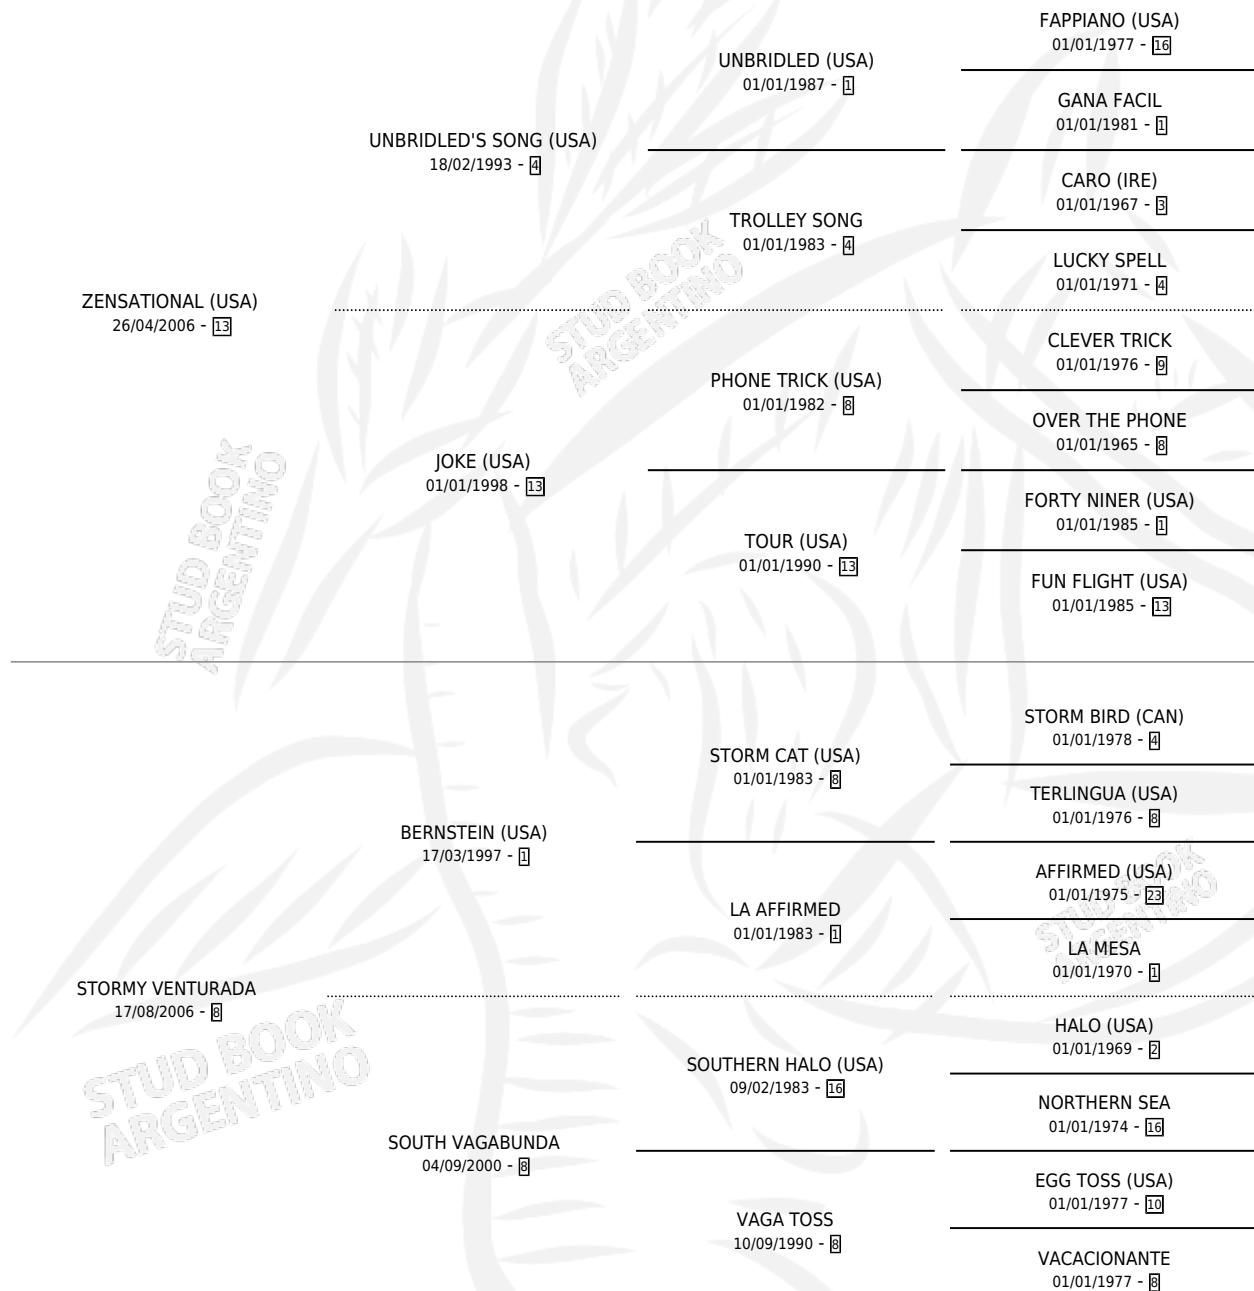 FAPPIANO (USA)
01/01/1977 - 16
UNBRIDLED (USA)
01/01/1987 - 1
GANA FACIL
01/01/1981 - 1
UNBRIDLED'S SONG (USA)
18/02/1993 - 4
CARO (IRE)
01/01/1967 - 3
TROLLEY SONG
01/01/1983 - 4
LUCKY SPELL
01/01/1971 - 4
ZENSATIONAL (USA)
26/04/2006 - 13
STUD BOOK
ARGENTINO
CLEVER TRICK
01/01/1976 - 9
PHONE TRICK (USA)
01/01/1982 - 8
OVER THE PHONE
01/01/1965 - 8
JOKE (USA)
01/01/1998 - 13
FORTY NINER (USA)
01/01/1985 - 1
TOUR (USA)
01/01/1990 - 13
FUN FLIGHT (USA)
01/01/1985 - 13
STUD BOOK
ARGENTINO
STORM BIRD (CAN)
01/01/1978 - 4
STORM CAT (USA)
01/01/1983 - 8
TERLINGUA (USA)
01/01/1976 - 8
BERNSTEIN (USA)
17/03/1997 - 1
AFFIRMED (USA)
01/01/1975 - 23
LA AFFIRMED
01/01/1983 - 1
LA MESA
01/01/1970 - 1
STUD BOOK
ARGENTINO
STORMY VENTURADA
17/08/2006 - 8
HALO (USA)
01/01/1969 - 2
SOUTHERN HALO (USA)
09/02/1983 - 16
NORTHERN SEA
01/01/1974 - 16
STUD BOOK
ARGENTINO
SOUTH VAGABUNDA
04/09/2000 - 8
EGG TOSS (USA)
01/01/1977 - 10
VAGA TOSS
10/09/1990 - 8
VACACIONANTE
01/01/1977 - 8